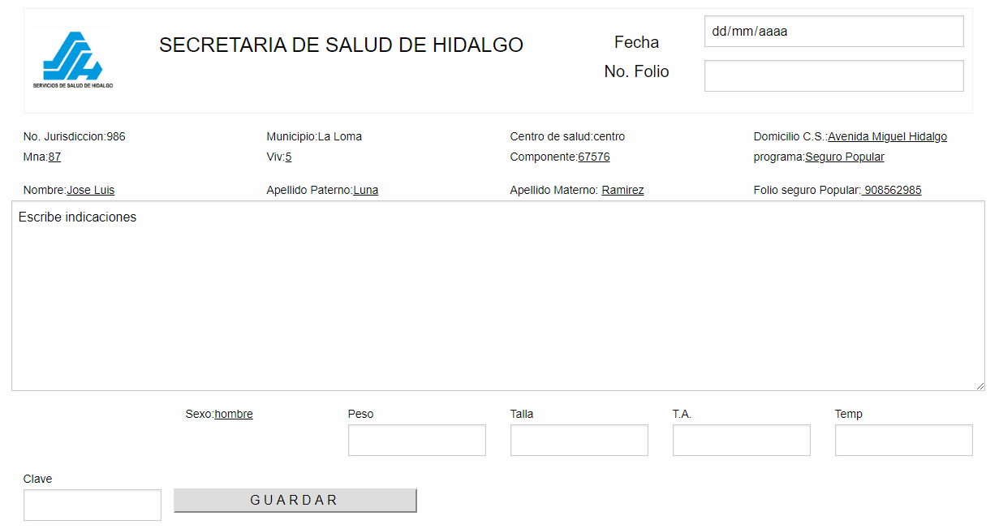 SERVICIOS DE SALUD DE HIDALGO
SECRETARIA DE SALUD DE HIDALGO
Fecha dd/mm/aaaa
No. Folio
No. Jurisdiccion:986 Municipio:La Loma Centro de salud:centro Domicilio C.S.:Avenida Miguel Hidalgo
Mna:87 Viv:5 Componente:67576 programa:Seguro Popular
Nombre:Jose Luis Apellido Paterno:Luna Apellido Materno: Ramirez Folio seguro Popular: 908562985
Escribe indicaciones
Sexo:hombre Peso Talla T.A. Temp
Clave
GUARDAR